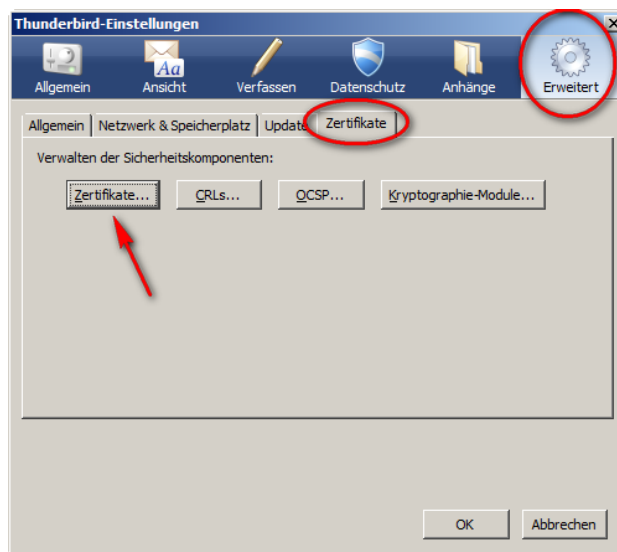 Thunderbird-Einstellungen
Aa
Allgemein Ansicht Verfassen Datenschutz Anhänge Erweitert
Allgemein Netzwerk & Speicherplatz Update Zertifikate
Verwalten der Sicherheitskomponenten:
Zertifikate... CRLs... OCSP... Kryptographie-Module...
OK Abbrechen